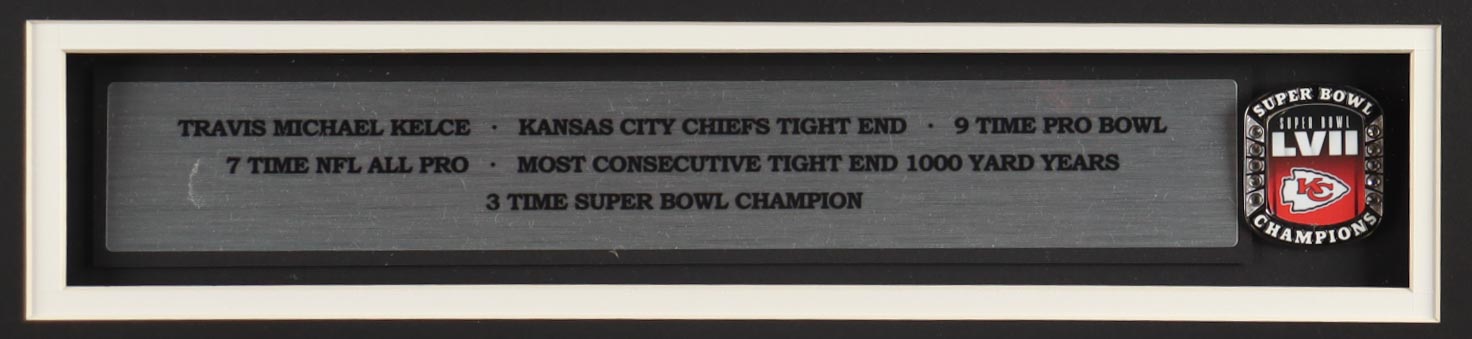 TRAVIS MICHAEL KELCE · KANSAS CITY CHIEFS TIGHT END · 9 TIME PRO BOWL
7 TIME NFL ALL PRO · MOST CONSECUTIVE TIGHT END 1000 YARD YEARS
3 TIME SUPER BOWL CHAMPION
SUPER BOWL
SUPER BOWL
LVII
KC
CHAMPIONS